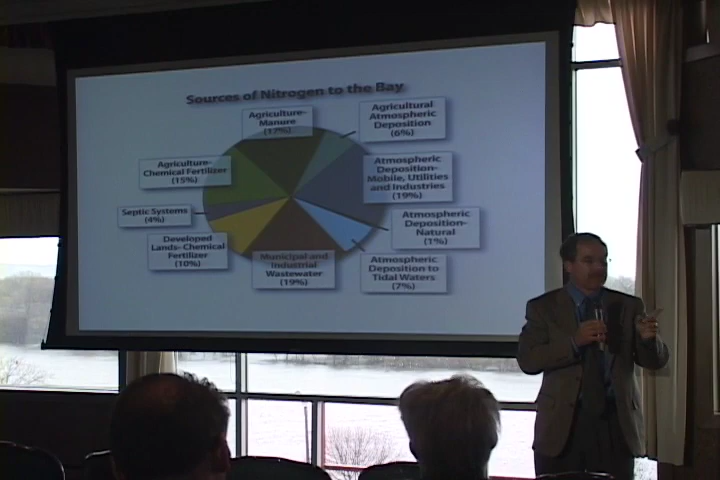 Sources of Nitrogen to the Bay
Agriculture-
Manure
(17%)
Agricultural
Atmospheric
Deposition
(6%)
Agriculture-
Chemical Fertilizer
(15%)
Atmospheric
Deposition-
Mobile, Utilities
and Industries
(19%)
Septic Systems
(4%)
Atmospheric
Deposition-
Natural
(1%)
Developed
Lands- Chemical
Fertilizer
(10%)
Municipal and
Industrial
Wastewater
(19%)
Atmospheric
Deposition to
Tidal Waters
(7%)